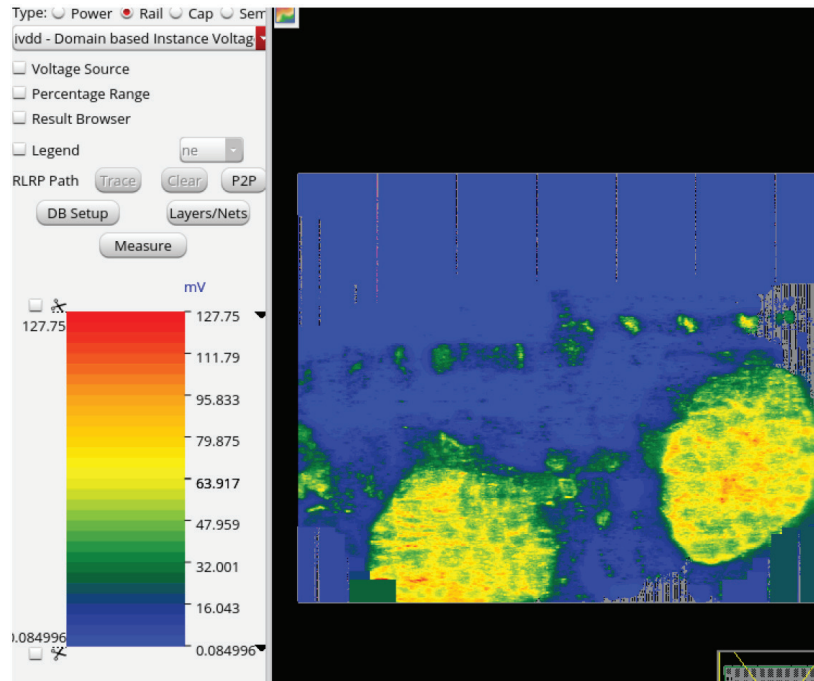 Type: Power Rail Cap Sem
ivdd - Domain based Instance Voltag
Voltage Source
Percentage Range
Result Browser
Legend ne
RLRP Path Trace Clear P2P
DB Setup Layers/Nets
Measure
mV
127.75 127.75
111.79
95.833
79.875
63.917
47.959
32.001
16.043
0.084996 0.084996